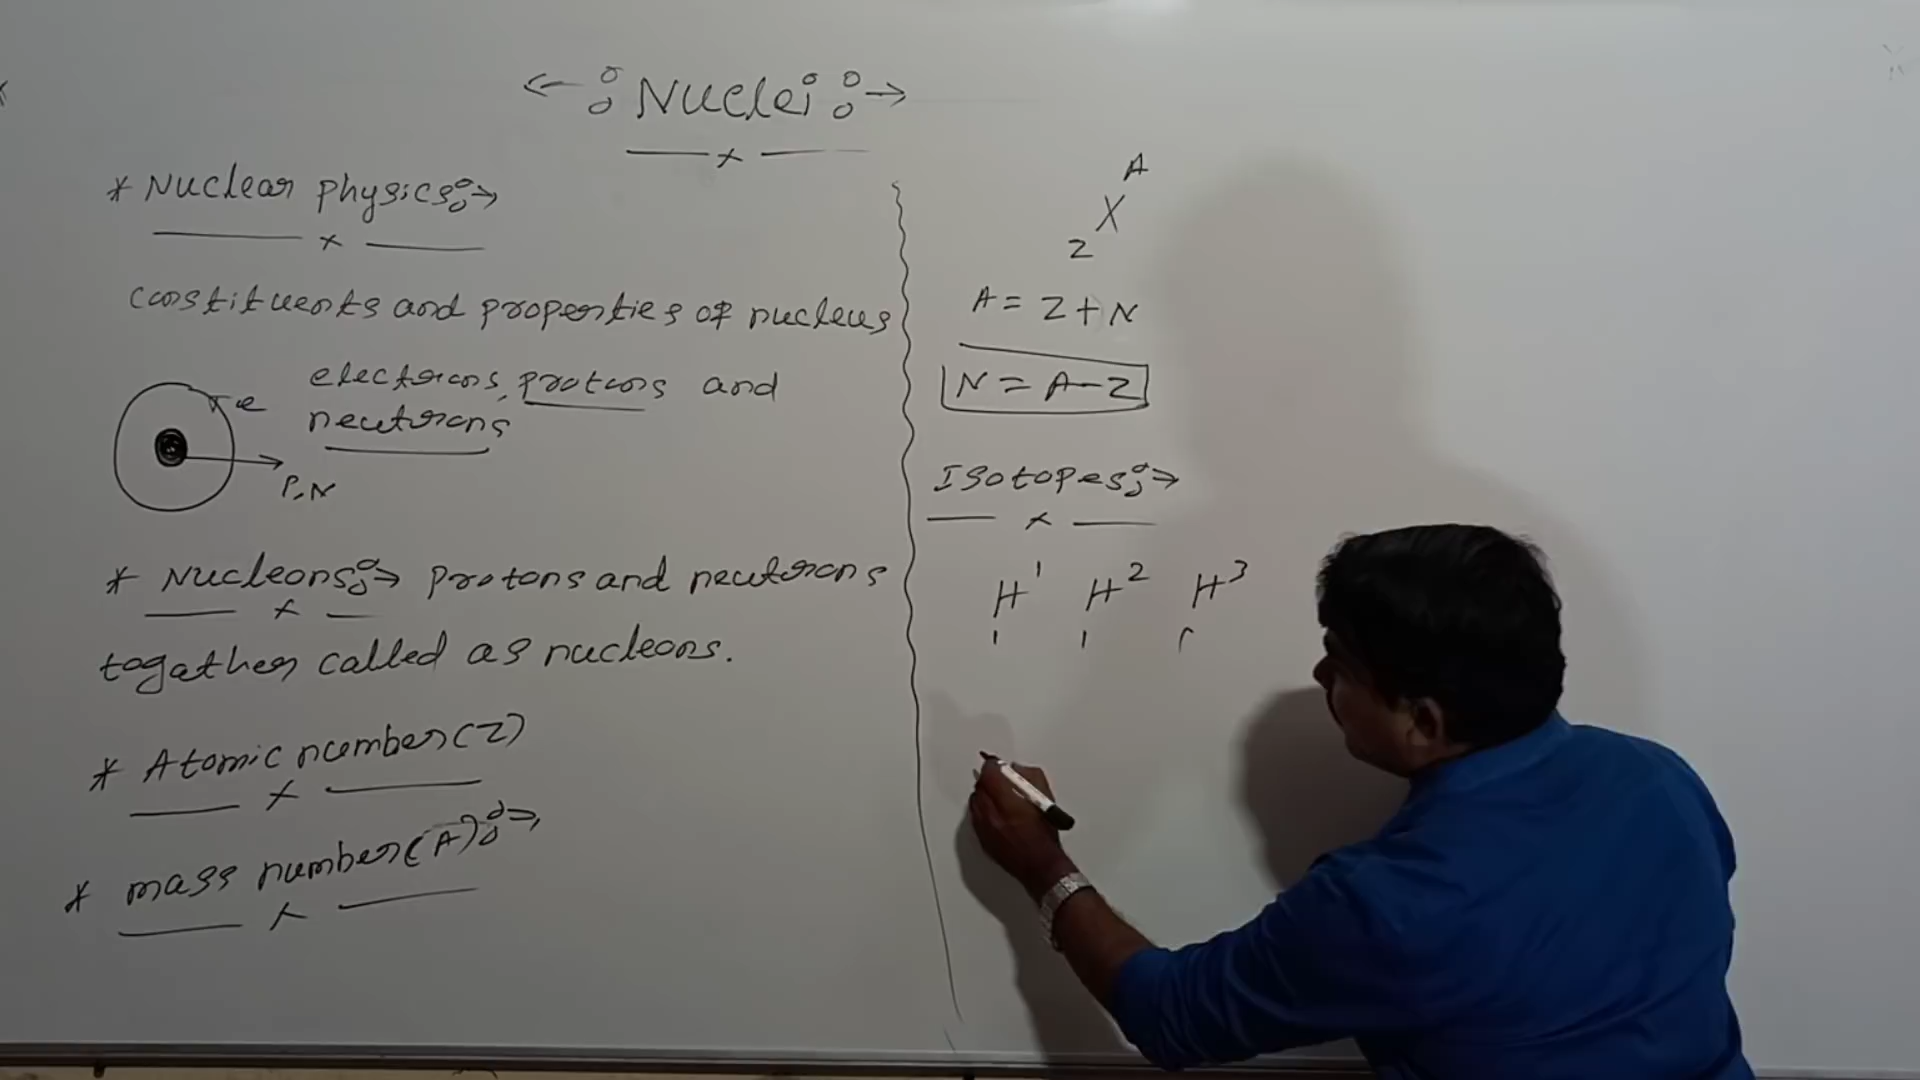 Nuclei
* Nuclear physics:→
constituents and properties of nucleus
electrons, protons and
neutrons,
e
P, N
* Nucleons:→ protons and neutrons
togather called as nucleons.
* Atomic number (Z)
* mass number (A):→
A
X
Z
A = Z + N
N = A - Z
Isotopes:→
H¹ H² H³
1 1 1